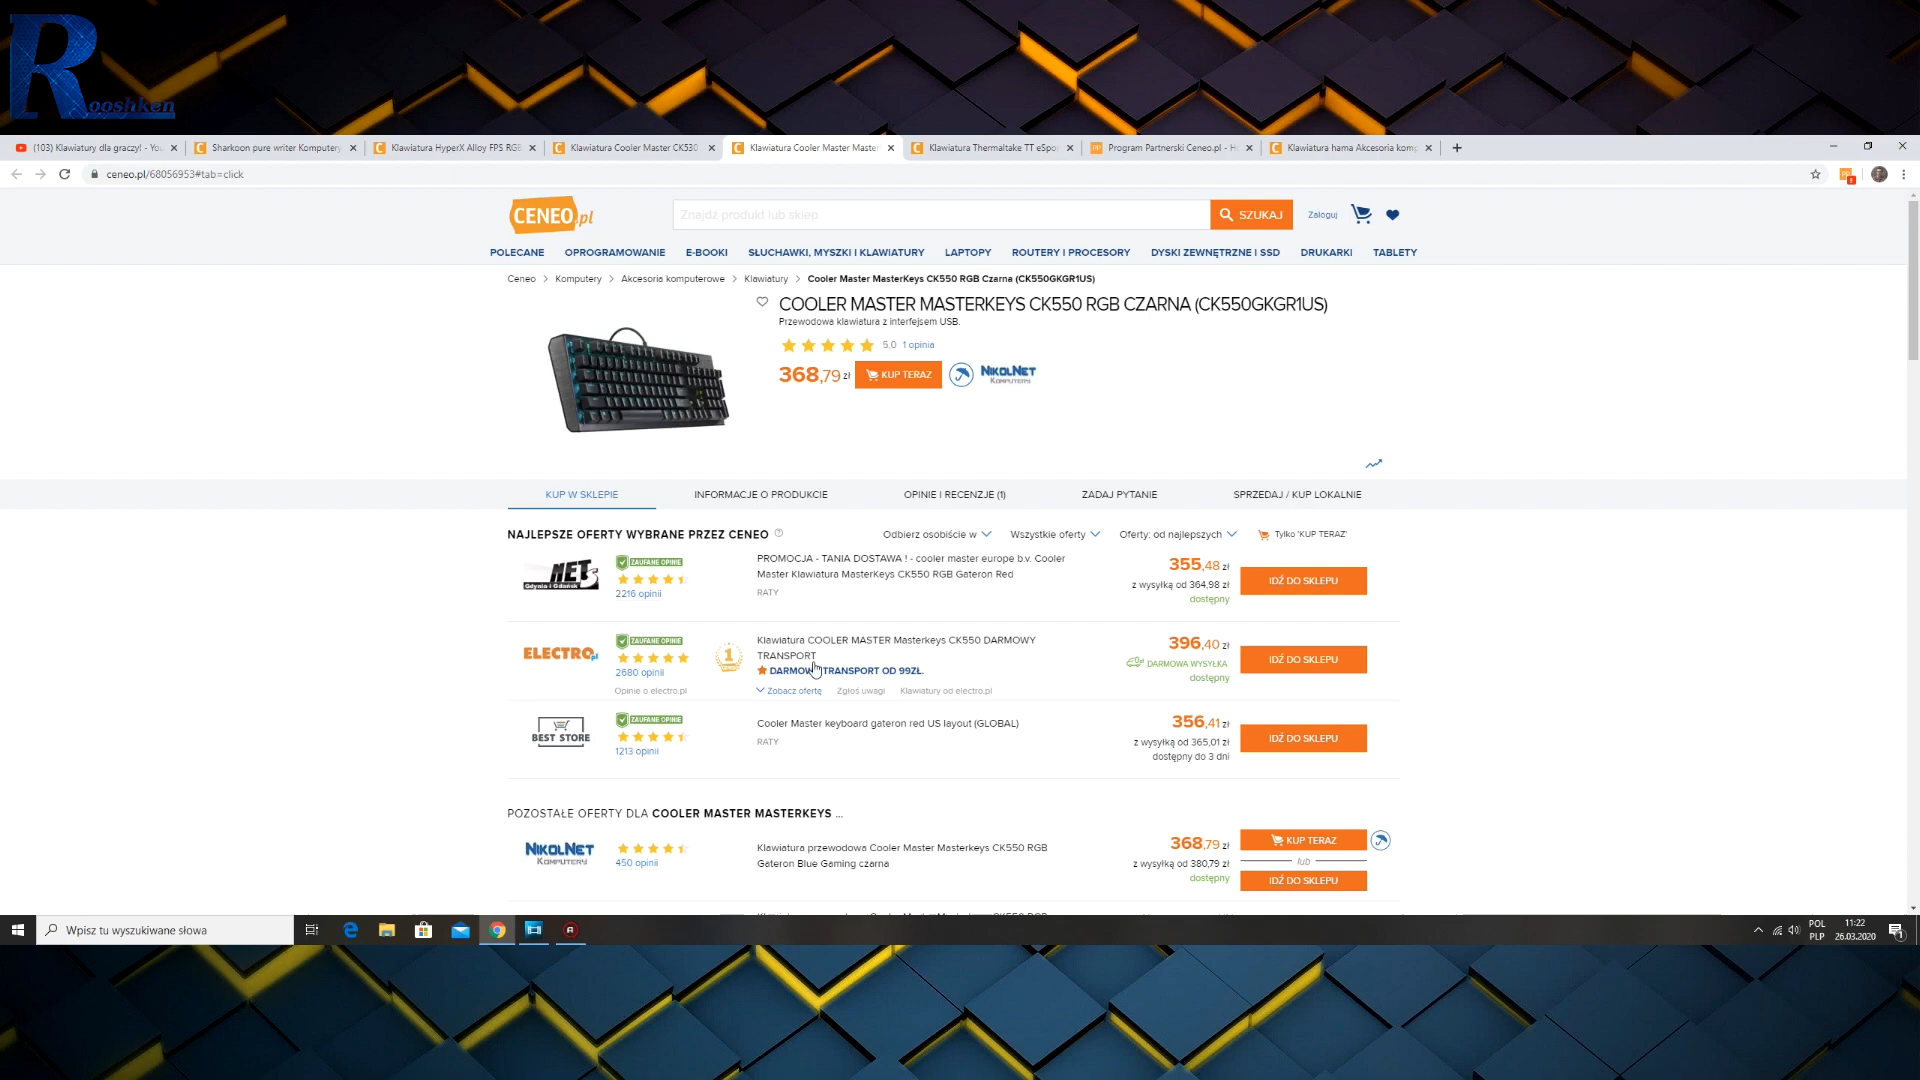 Rooshken
(103) Klawiatury dla graczy! - You
Sharkoon pure writer Komputery
Klawiatura HyperX Alloy FPS RGB
Klawiatura Cooler Master CK530
Klawiatura Cooler Master Master
Klawiatura Thermaltake TT eSpor
Program Partnerski Ceneo.pl - Ho
Klawiatura hama Akcesoria komp
ceneo.pl/68056953#tab=click
CENEO.pl
Znajdź produkt lub sklep
SZUKAJ
Zaloguj
POLECANE OPROGRAMOWANIE E-BOOKI SŁUCHAWKI, MYSZKI I KLAWIATURY LAPTOPY ROUTERY I PROCESORY DYSKI ZEWNĘTRZNE I SSD DRUKARKI TABLETY
Ceneo > Komputery > Akcesoria komputerowe > Klawiatury > Cooler Master MasterKeys CK550 RGB Czarna (CK550GKGR1US)
COOLER MASTER MASTERKEYS CK550 RGB CZARNA (CK550GKGR1US)
Przewodowa klawiatura z interfejsem USB.
5,0 1 opinia
368,79 zł KUP TERAZ NIKOLNET KOMPUTERY
KUP W SKLEPIE INFORMACJE O PRODUKCIE OPINIE I RECENZJE (1) ZADAJ PYTANIE SPRZEDAJ / KUP LOKALNIE
NAJLEPSZE OFERTY WYBRANE PRZEZ CENEO
Odbierz osobiście w Wszystkie oferty Oferty: od najlepszych Tylko 'KUP TERAZ'
NETS
Gdynia i Gdańsk
ZAUFANE OPINIE
2216 opinii
PROMOCJA - TANIA DOSTAWA ! - cooler master europe b.v. Cooler
Master Klawiatura MasterKeys CK550 RGB Gateron Red
RATY
355,48 zł
z wysyłką od 364,98 zł
dostępny
IDŹ DO SKLEPU
ELECTRO.pl
ZAUFANE OPINIE
2680 opinii
Opinie o electro.pl
1
Klawiatura COOLER MASTER Masterkeys CK550 DARMOWY
TRANSPORT
DARMOWY TRANSPORT OD 99ZŁ.
Zobacz ofertę Zgłoś uwagi Klawiatury od electro.pl
396,40 zł
DARMOWA WYSYŁKA
dostępny
IDŹ DO SKLEPU
BEST STORE
ZAUFANE OPINIE
1213 opinii
Cooler Master keyboard gateron red US layout (GLOBAL)
RATY
356,41 zł
z wysyłką od 365,01 zł
dostępny do 3 dni
IDŹ DO SKLEPU
POZOSTAŁE OFERTY DLA COOLER MASTER MASTERKEYS ...
NIKOLNET
KOMPUTERY
450 opinii
Klawiatura przewodowa Cooler Master Masterkeys CK550 RGB
Gateron Blue Gaming czarna
368,79 zł
z wysyłką od 380,79 zł
dostępny
KUP TERAZ
lub
IDŹ DO SKLEPU
Wpisz tu wyszukiwane słowa
POL
PLP
11:22
26.03.2020
1